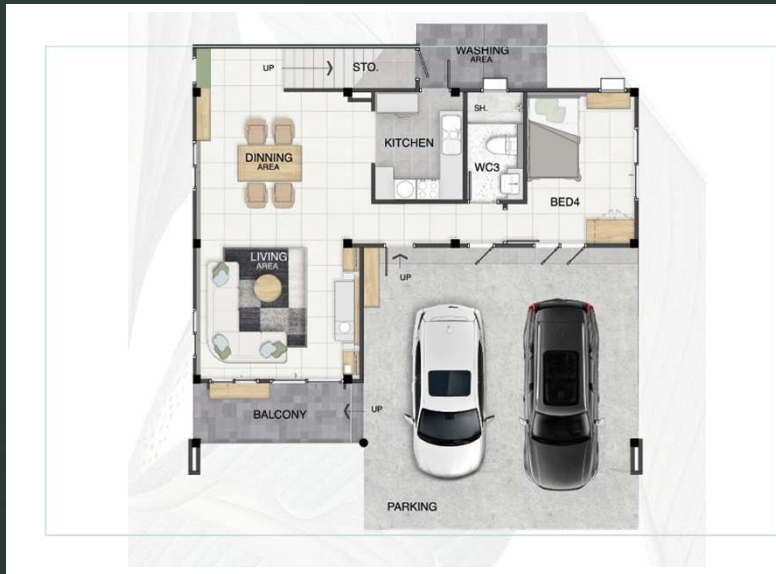 WASHING
AREA
UP
STO.
SH.
KITCHEN
DINNING
AREA
WC3
BED4
LIVING
AREA
UP
BALCONY
UP
PARKING